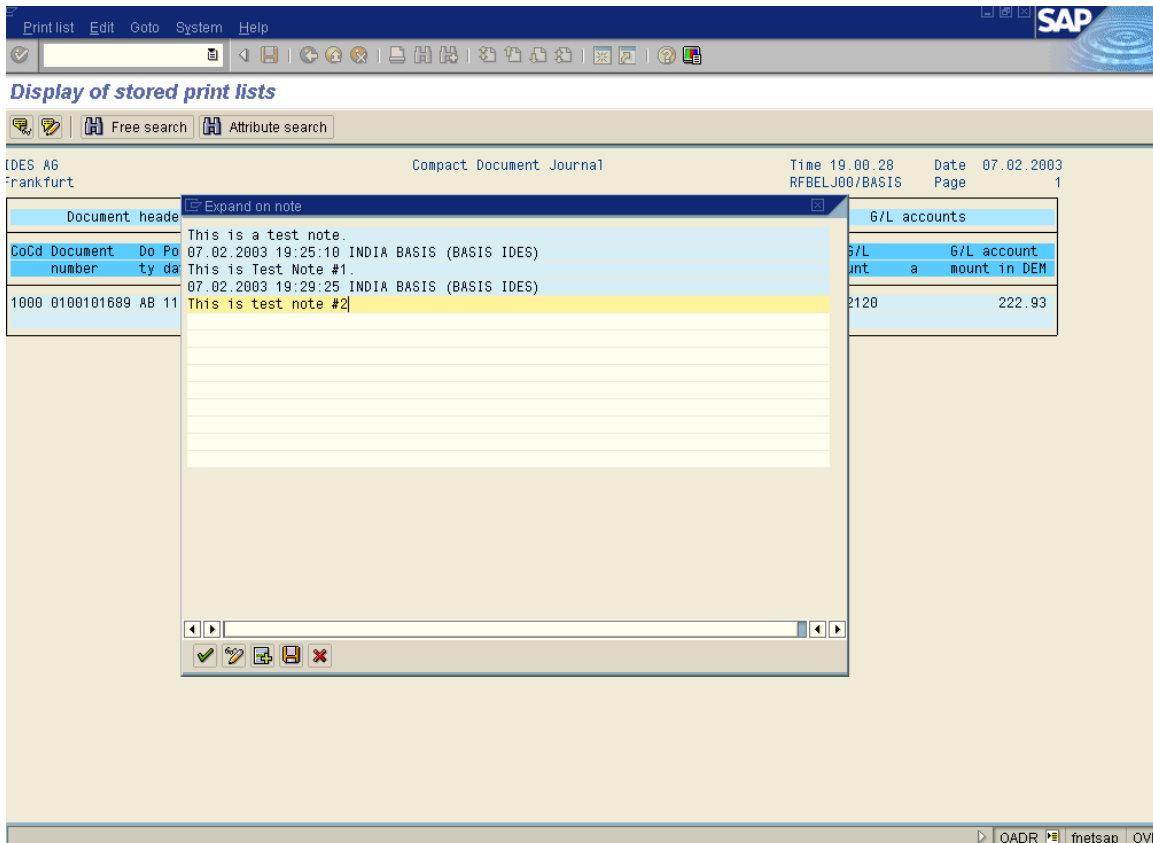 Print list Edit Goto System Help
SAP
Display of stored print lists
Free search Attribute search
IDES AG Compact Document Journal Time 19.00.28 Date 07.02.2003
Frankfurt RFBELJ00/BASIS Page 1
Document heade G/L accounts
CoCd Document Do Po G/L G/L account
number ty da unt a mount in DEM
1000 0100101689 AB 11 2120 222.93
Expand on note
This is a test note.
07.02.2003 19:25:10 INDIA BASIS (BASIS IDES)
This is Test Note #1.
07.02.2003 19:29:25 INDIA BASIS (BASIS IDES)
This is test note #2
OADR fnetsap OV